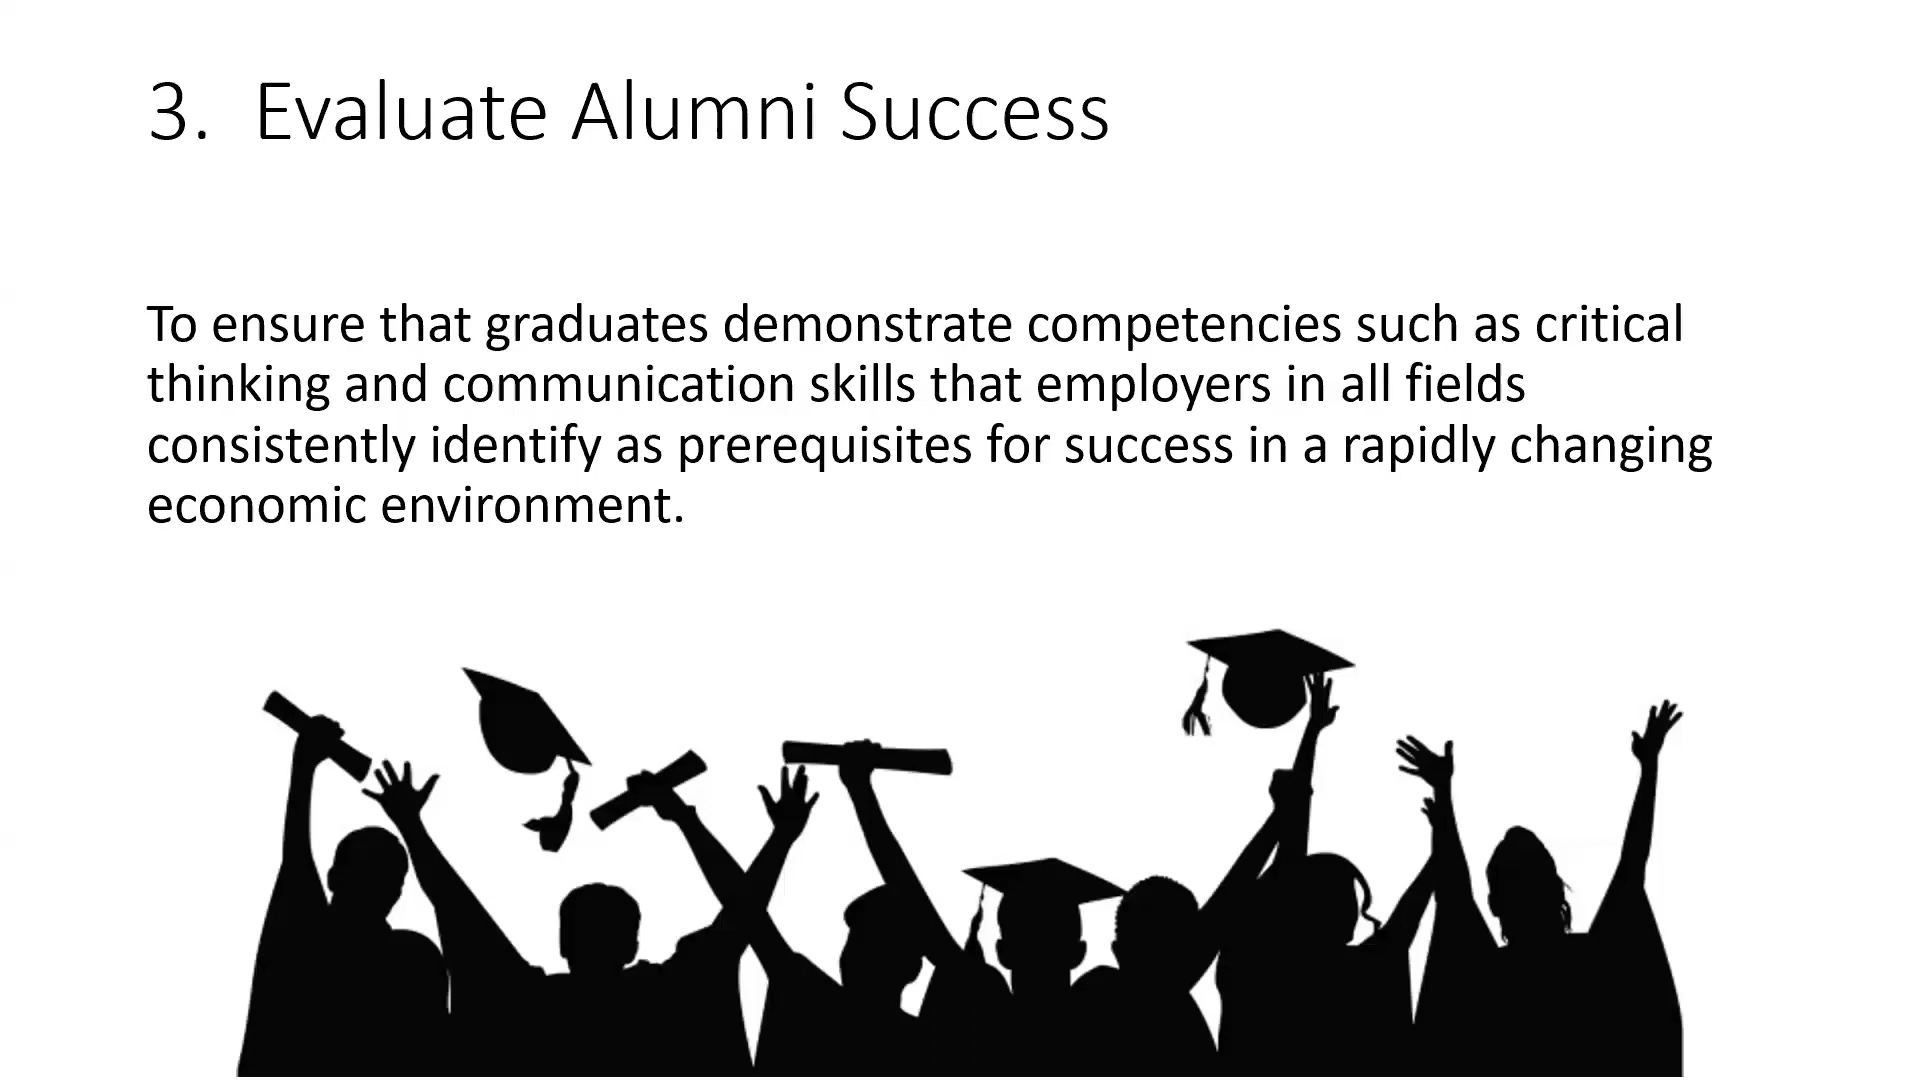 3. Evaluate Alumni Success
To ensure that graduates demonstrate competencies such as critical
thinking and communication skills that employers in all fields
consistently identify as prerequisites for success in a rapidly changing
economic environment.